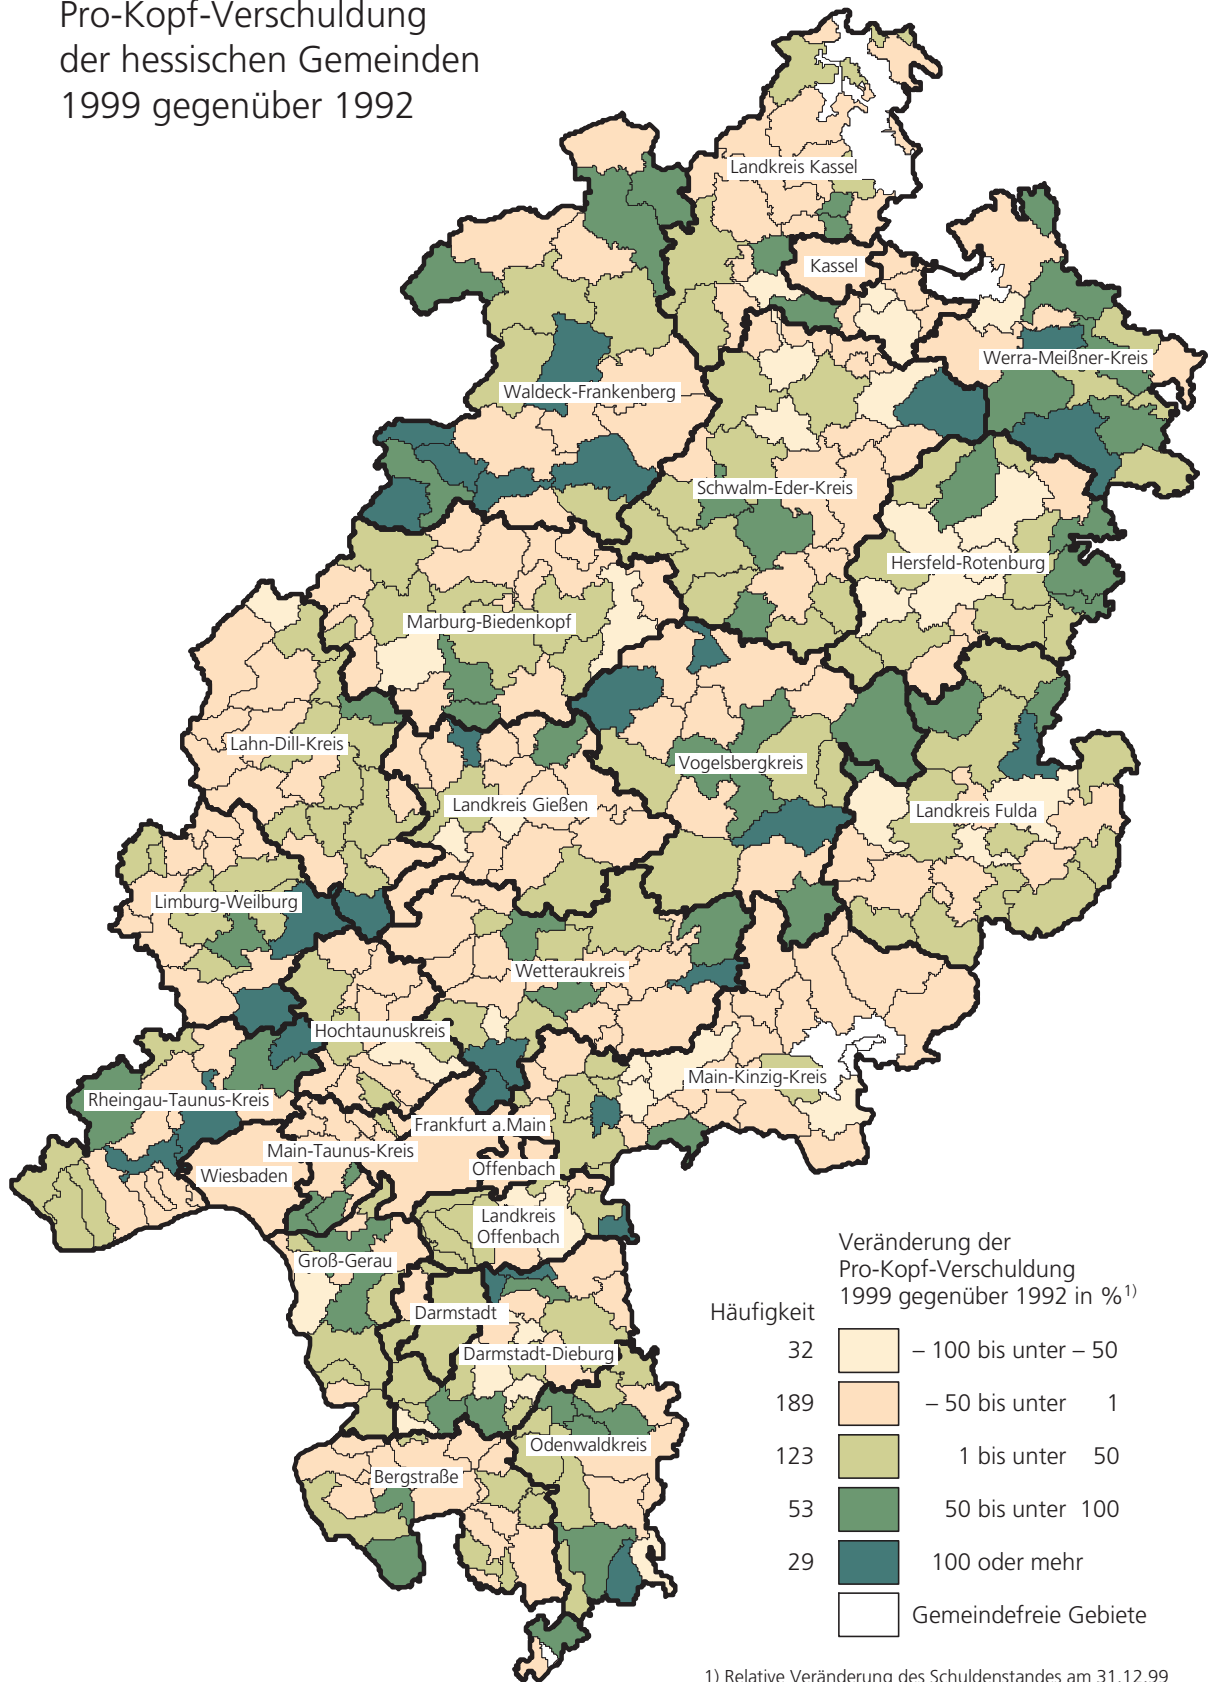 Pro-Kopf-Verschuldung
der hessischen Gemeinden
1999 gegenüber 1992
Landkreis Kassel
Kassel
Werra-Meißner-Kreis
Waldeck-Frankenberg
Schwalm-Eder-Kreis
Hersfeld-Rotenburg
Marburg-Biedenkopf
Lahn-Dill-Kreis
Vogelsbergkreis
Landkreis Gießen
Landkreis Fulda
Limburg-Weilburg
Wetteraukreis
Hochtaunuskreis
Main-Kinzig-Kreis
Rheingau-Taunus-Kreis
Frankfurt a.Main
Main-Taunus-Kreis
Offenbach
Wiesbaden
Landkreis
Offenbach
Groß-Gerau
Darmstadt
Darmstadt-Dieburg
Odenwaldkreis
Bergstraße
Veränderung der
Pro-Kopf-Verschuldung
1999 gegenüber 1992 in %1)
Häufigkeit
32 – 100 bis unter – 50
189 – 50 bis unter 1
123 1 bis unter 50
53 50 bis unter 100
29 100 oder mehr
Gemeindefreie Gebiete
1) Relative Veränderung des Schuldenstandes am 31.12.99